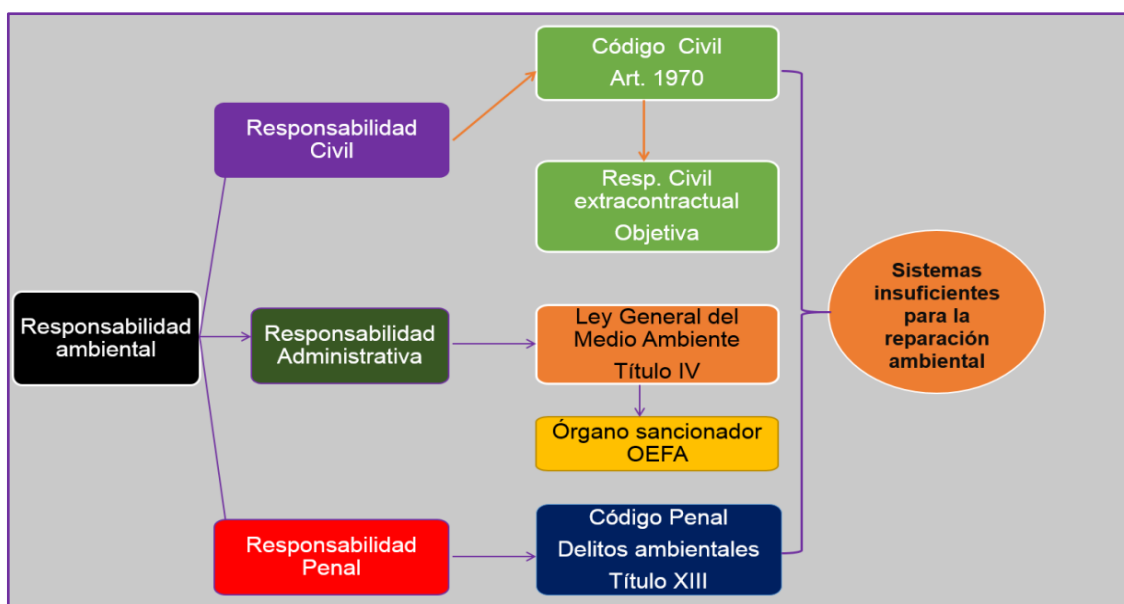 Código Civil
Art. 1970
Responsabilidad
Civil
Resp. Civil
extracontractual
Objetiva
Sistemas
insuficientes
para la
reparación
ambiental
Responsabilidad
ambiental
Responsabilidad
Administrativa
Ley General del
Medio Ambiente
Título IV
Órgano sancionador
OEFA
Responsabilidad
Penal
Código Penal
Delitos ambientales
Título XIII